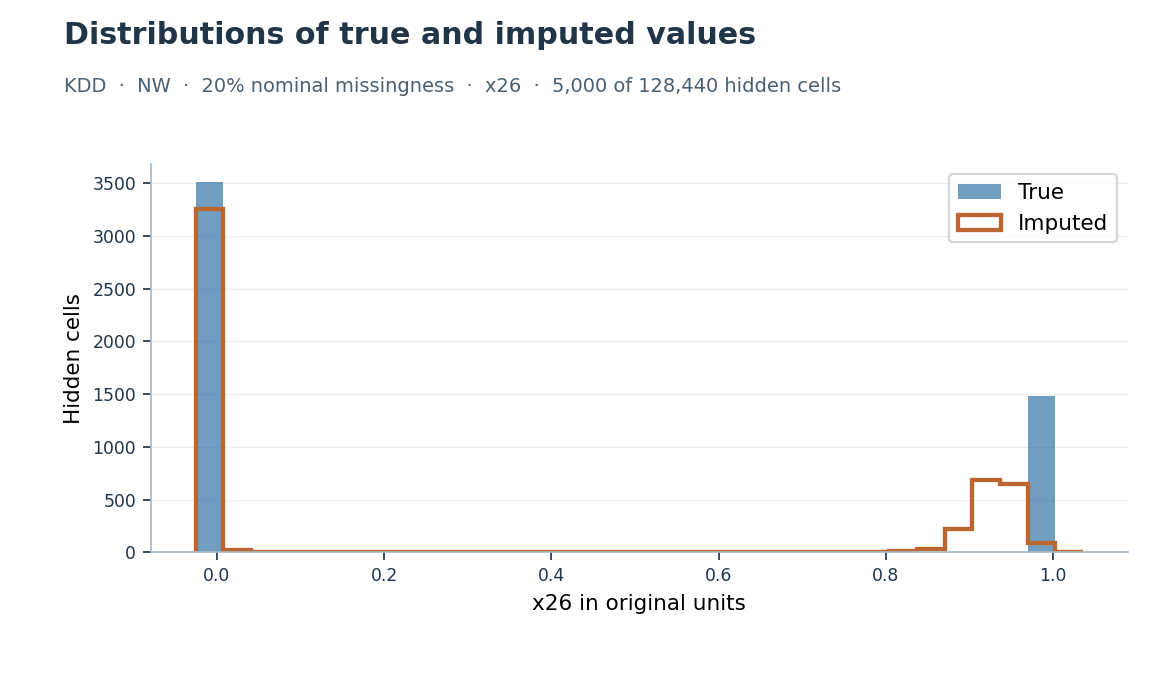 Distributions of true and imputed values
KDD · NW · 20% nominal missingness · x26 · 5,000 of 128,440 hidden cells
True
Imputed
Hidden cells
3500
3000
2500
2000
1500
1000
500
0
0.0 0.2 0.4 0.6 0.8 1.0
x26 in original units